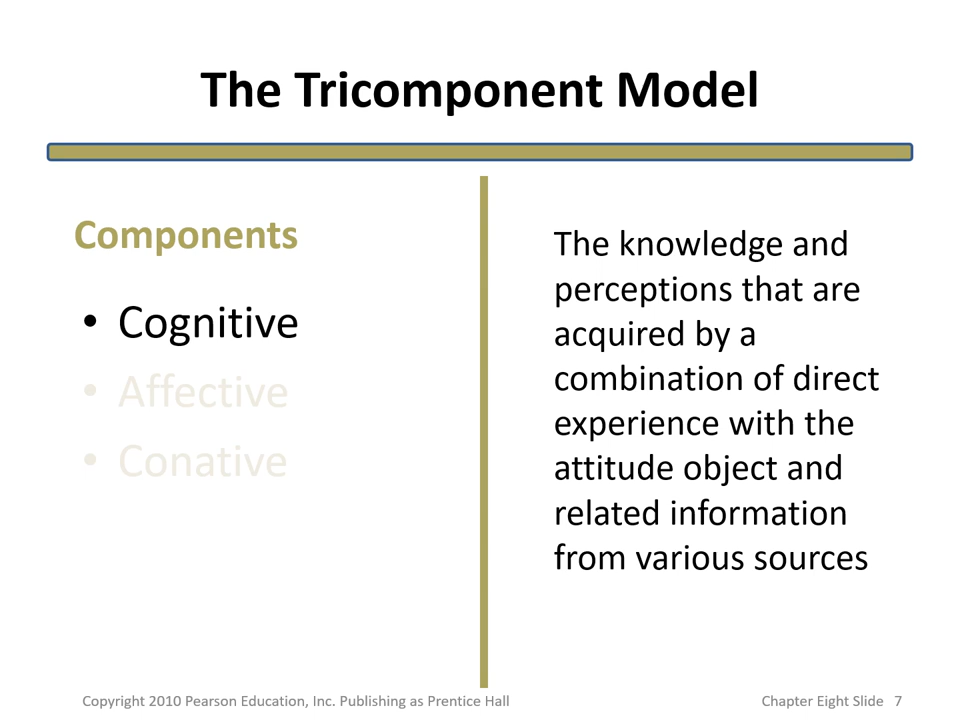 The Tricomponent Model
Components
• Cognitive
• Affective
• Conative
The knowledge and
perceptions that are
acquired by a
combination of direct
experience with the
attitude object and
related information
from various sources
Copyright 2010 Pearson Education, Inc. Publishing as Prentice Hall
Chapter Eight Slide 7